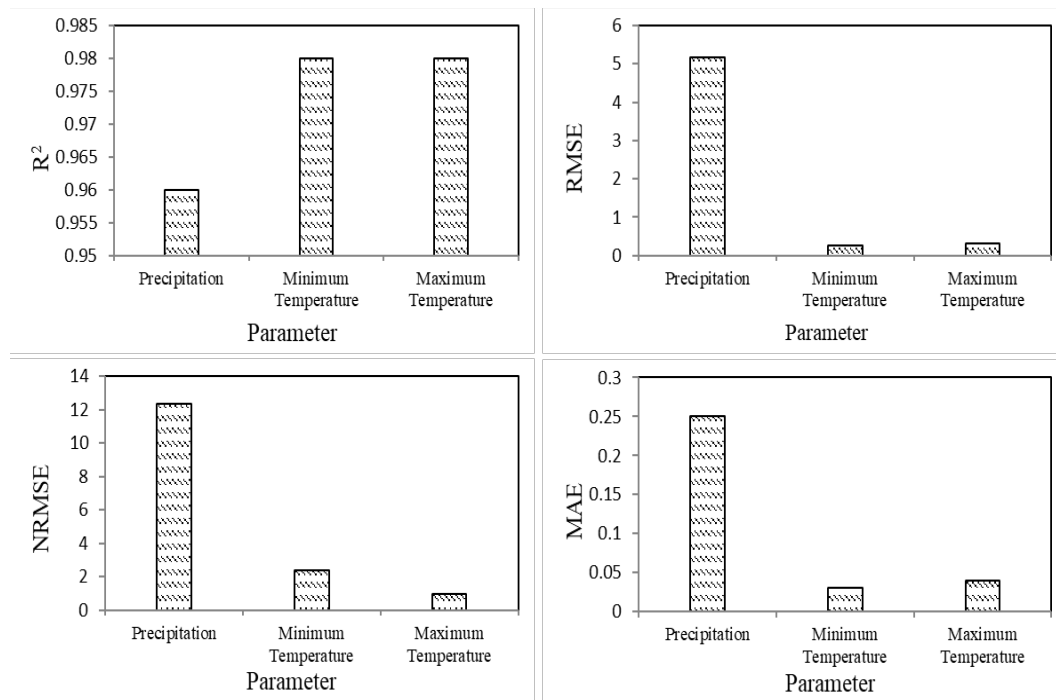 0.985
0.98
0.975
0.97
0.965
0.96
0.955
0.95
R²
Precipitation
Minimum
Temperature
Maximum
Temperature
Parameter
6
5
4
3
2
1
0
RMSE
Precipitation
Minimum
Temperature
Maximum
Temperature
Parameter
14
12
10
8
6
4
2
0
NRMSE
Precipitation
Minimum
Temperature
Maximum
Temperature
Parameter
0.3
0.25
0.2
0.15
0.1
0.05
0
MAE
Precipitation
Minimum
Temperature
Maximum
Temperature
Parameter